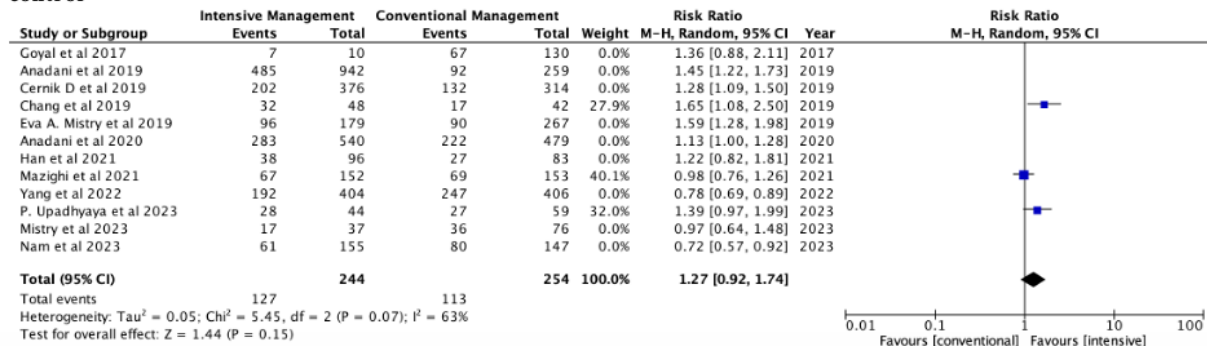 Intensive Management Conventional Management Risk Ratio Risk Ratio
Study or Subgroup Events Total Events Total Weight M-H, Random, 95% CI M-H, Random, 95% CI
Goyal et al 2017 7 10 67 130 0.0% 1.36 [0.88, 2.11] 2017
Anadani et al 2019 485 942 92 259 0.0% 1.45 [1.22, 1.73] 2019
Cernik D et al 2019 202 376 132 314 0.0% 1.28 [1.09, 1.50] 2019
Chang et al 2019 32 48 17 42 27.9% 1.65 [1.08, 2.50] 2019
Eva A. Mistry et al 2019 96 179 90 267 0.0% 1.59 [1.28, 1.98] 2019
Anadani et al 2020 283 540 222 479 0.0% 1.13 [1.00, 1.28] 2020
Han et al 2021 38 96 27 83 0.0% 1.22 [0.82, 1.81] 2021
Mazighi et al 2021 67 152 69 153 40.1% 0.98 [0.76, 1.26] 2021
Yang et al 2022 192 404 247 406 0.0% 0.78 [0.69, 0.89] 2022
P. Upadhyaya et al 2023 28 44 27 59 32.0% 1.39 [0.97, 1.99] 2023
Mistry et al 2023 17 37 36 76 0.0% 0.97 [0.64, 1.48] 2023
Nam et al 2023 61 155 80 147 0.0% 0.72 [0.57, 0.92] 2023
Total (95% CI) 244 254 100.0% 1.27 [0.92, 1.74]
Total events 127 113
Heterogeneity: Tau² = 0.05; Chi² = 5.45, df = 2 (P = 0.07); I² = 63%
Test for overall effect: Z = 1.44 (P = 0.15)
0.01 0.1 1 10 100
Favours [conventional] Favours [intensive]